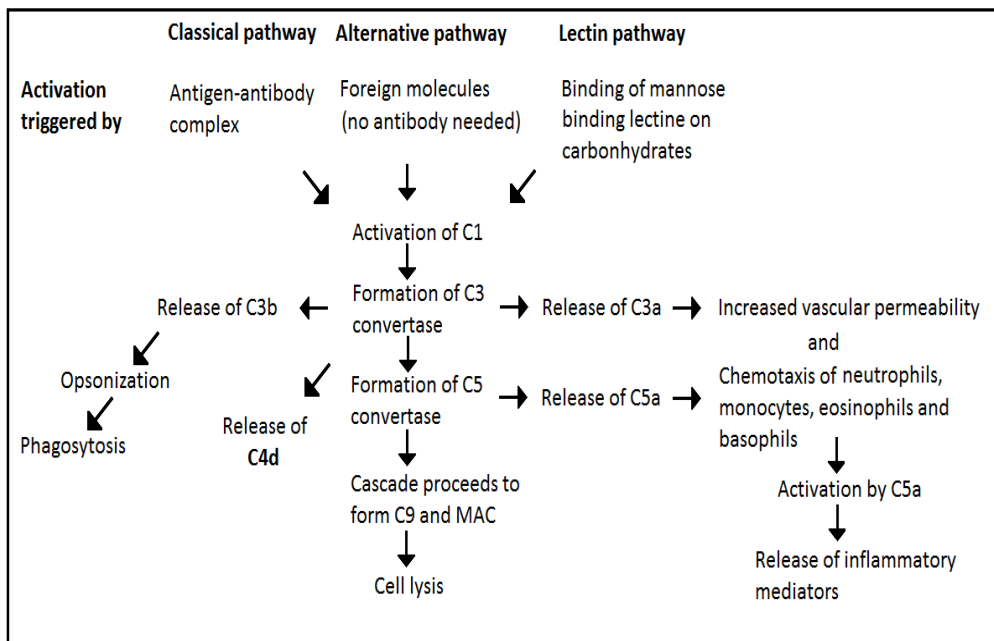 Classical pathway
Alternative pathway
Lectin pathway
Activation
triggered by
Antigen-antibody
complex
Foreign molecules
(no antibody needed)
Binding of mannose
binding lectine on
carbonhydrates
Activation of C1
Release of C3b
Formation of C3
convertase
Release of C3a
Increased vascular permeability
and
Opsonization
Phagosytosis
Release of
C4d
Formation of C5
convertase
Release of C5a
Chemotaxis of neutrophils,
monocytes, eosinophils and
basophils
Cascade proceeds to
form C9 and MAC
Activation by C5a
Cell lysis
Release of inflammatory
mediators